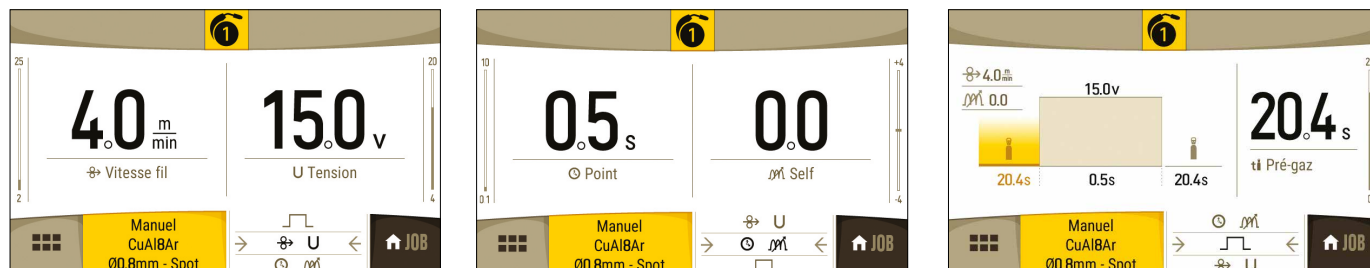 1
25
20
4.0 m/min
15.0 v
Vitesse fil
U Tension
2
4
Manuel
CuAl8Ar
Ø0.8mm - Spot
U
JOB
1
10
+4
0.5 s
0.0
Point
Self
0.1
-4
U
Manuel
CuAl8Ar
Ø0.8mm - Spot
JOB
1
4.0 m/min
0.0
15.0v
20.4s
0.5s
20.4s
20.4 s
Pré-gaz
Manuel
CuAl8Ar
Ø0.8mm - Spot
U
JOB